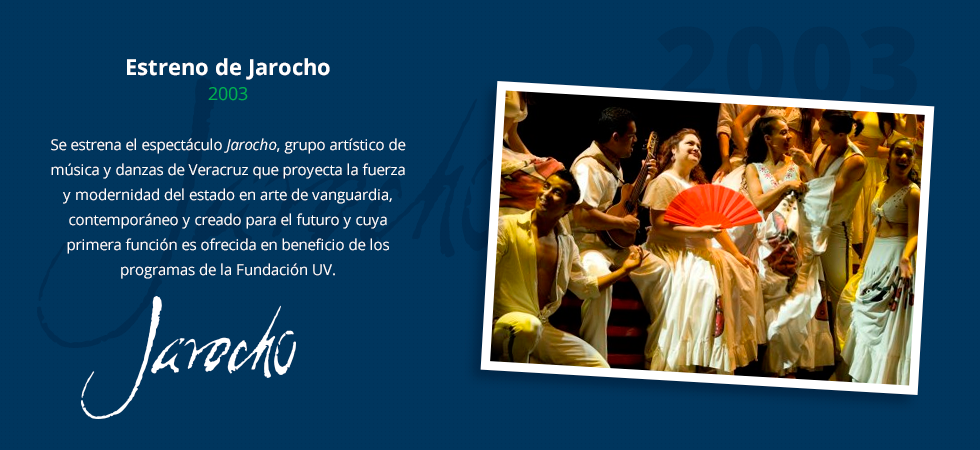 2003
Estreno de Jarocho
2003
Se estrena el espectáculo Jarocho, grupo artístico de
música y danzas de Veracruz que proyecta la fuerza
y modernidad del estado en arte de vanguardia,
contemporáneo y creado para el futuro y cuya
primera función es ofrecida en beneficio de los
programas de la Fundación UV.
Jarocho
Jarocho